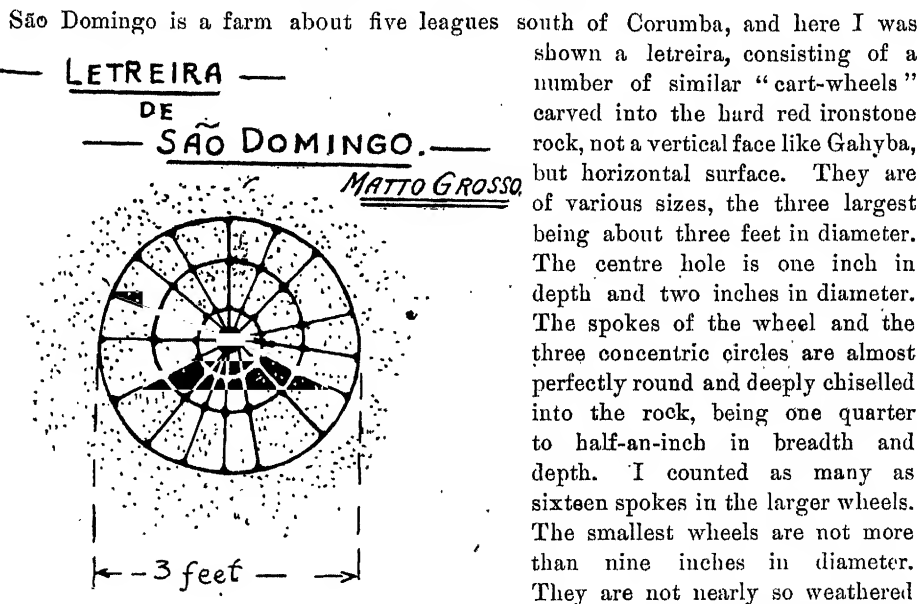 São Domingo is a farm about five leagues south of Corumba, and here I was
shown a letreira, consisting of a
number of similar “cart-wheels”
carved into the hard red ironstone
rock, not a vertical face like Gahyba,
but horizontal surface. They are
of various sizes, the three largest
being about three feet in diameter.
The centre hole is one inch in
depth and two inches in diameter.
The spokes of the wheel and the
three concentric circles are almost
perfectly round and deeply chiselled
into the rock, being one quarter
to half-an-inch in breadth and
depth. I counted as many as
sixteen spokes in the larger wheels.
The smallest wheels are not more
than nine inches in diameter.
They are not nearly so weathered
— LETREIRA —
DE
— SÃO DOMINGO. —
MATTO GROSSO.
3 feet